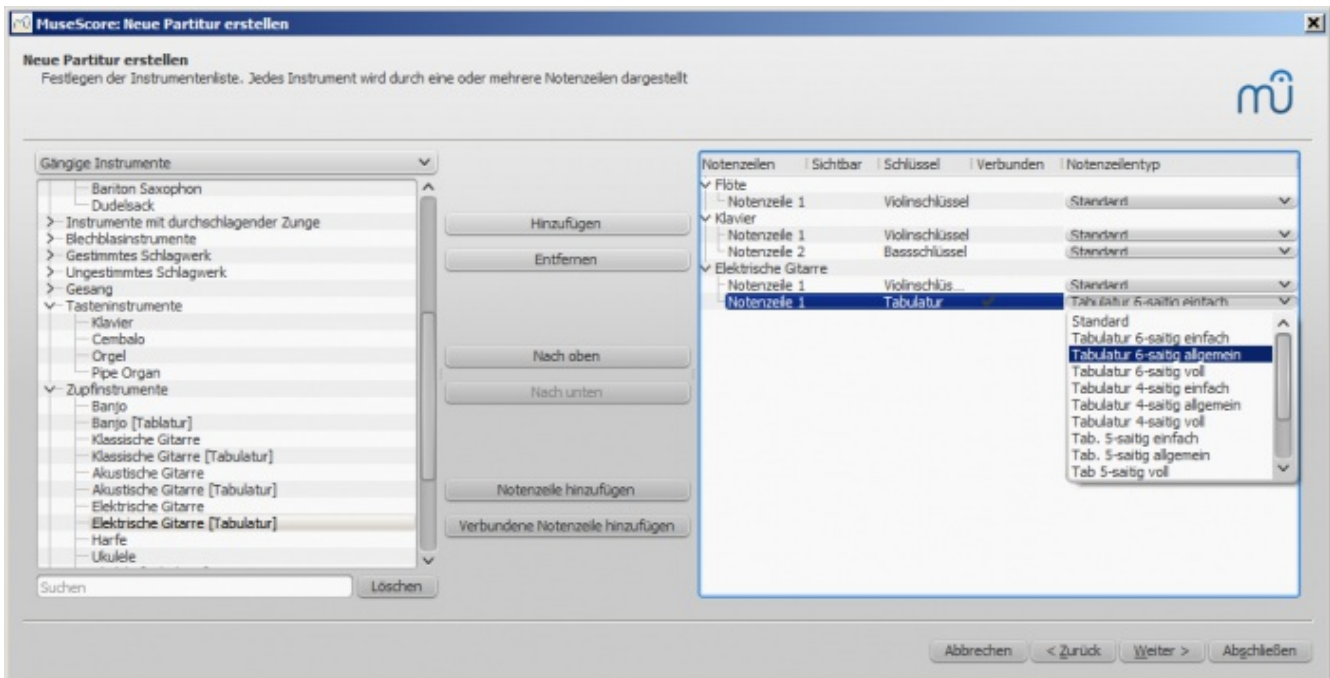 MuseScore: Neue Partitur erstellen
Neue Partitur erstellen
Festlegen der Instrumentenliste. Jedes Instrument wird durch eine oder mehrere Notenzeilen dargestellt
Gängige Instrumente
Bariton Saxophon
Dudelsack
Instrumente mit durchschlagender Zunge
Blechblasinstrumente
Gestimmtes Schlagwerk
Ungestimmtes Schlagwerk
Gesang
Tasteninstrumente
Klavier
Cembalo
Orgel
Pipe Organ
Zupfinstrumente
Banjo
Banjo [Tablatur]
Klassische Gitarre
Klassische Gitarre [Tabulatur]
Akustische Gitarre
Akustische Gitarre [Tabulatur]
Elektrische Gitarre
Elektrische Gitarre [Tabulatur]
Harfe
Ukulele
Suchen
Löschen
Hinzufügen
Entfernen
Nach oben
Nach unten
Notenzeile hinzufügen
Verbundene Notenzeile hinzufügen
Notenzeilen Sichtbar Schlüssel Verbunden Notenzeilentyp
Flöte
Notenzeile 1 Violinschlüssel Standard
Klavier
Notenzeile 1 Violinschlüssel Standard
Notenzeile 2 Bassschlüssel Standard
Elektrische Gitarre
Notenzeile 1 Violinschlüs... Standard
Notenzeile 1 Tabulatur Tabulatur 6-saitig einfach
Standard
Tabulatur 6-saitig einfach
Tabulatur 6-saitig allgemein
Tabulatur 6-saitig voll
Tabulatur 4-saitig einfach
Tabulatur 4-saitig allgemein
Tabulatur 4-saitig voll
Tab. 5-saitig einfach
Tab. 5-saitig allgemein
Tab 5-saitig voll
Abbrechen < Zurück Weiter > Abschließen